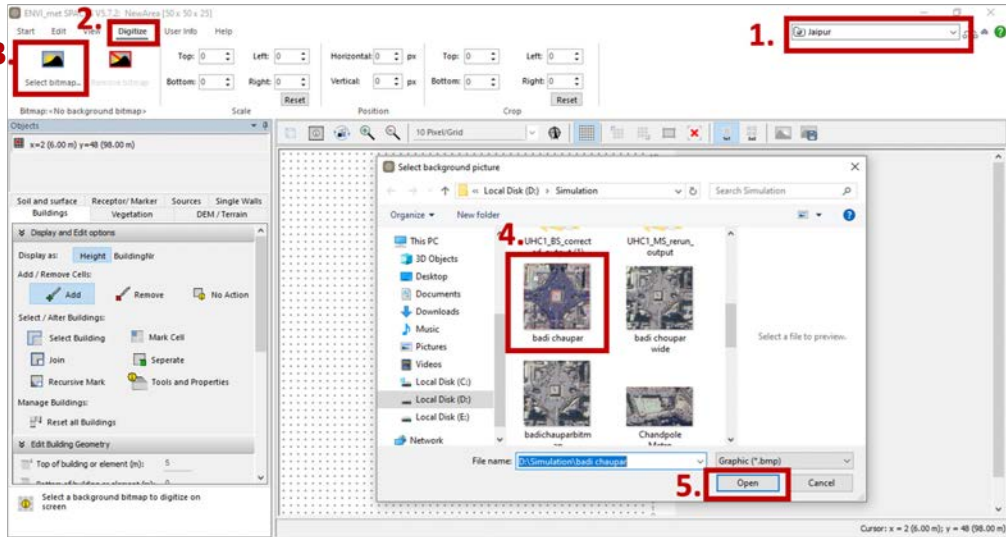 ENVI_met SPACES V5.7.2: NewArea [50 x 50 x 25]
Start Edit View Digitize User Info Help
1. Jaipur
2.
3.
Select bitmap... Remove bitmap
Top: 0 Left: 0 Horizontal: 0 px Top: 0 Left: 0
Bottom: 0 Right: 0 Vertical: 0 px Bottom: 0 Right: 0
Reset Reset
Bitmap: <No background bitmap> Scale Position Crop
Objects
x=2 (6.00 m) y=48 (98.00 m)
10 Pixel/Grid
Soil and surface Receptor/ Marker Sources Single Walls
Buildings Vegetation DEM / Terrain
Display and Edit options
Display as: Height BuildingNr
Add / Remove Cells:
Add Remove No Action
Select / Alter Buildings:
Select Building Mark Cell
Join Seperate
Recursive Mark Tools and Properties
Manage Buildings:
Reset all Buildings
Edit Building Geometry
Top of building or element (m): 5
Bottom of building or element (m): 0
Select a background bitmap to digitize on
screen
Select background picture
« Local Disk (D:) › Simulation
Search Simulation
Organize New folder
This PC
3D Objects
Desktop
Documents
Downloads
Music
Pictures
Videos
Local Disk (C:)
Local Disk (D:)
Local Disk (E:)
Network
4.
UHC1_BS_correct
UHC1_MS_rerun_
output
badi chaupar
badi choupar
wide
badichauparbitm
Chandpole
Metro
Select a file to preview.
File name: D:\Simulation\badi chaupar Graphic (*.bmp)
5. Open Cancel
Cursor: x = 2 (6.00 m); y = 48 (98.00 m)